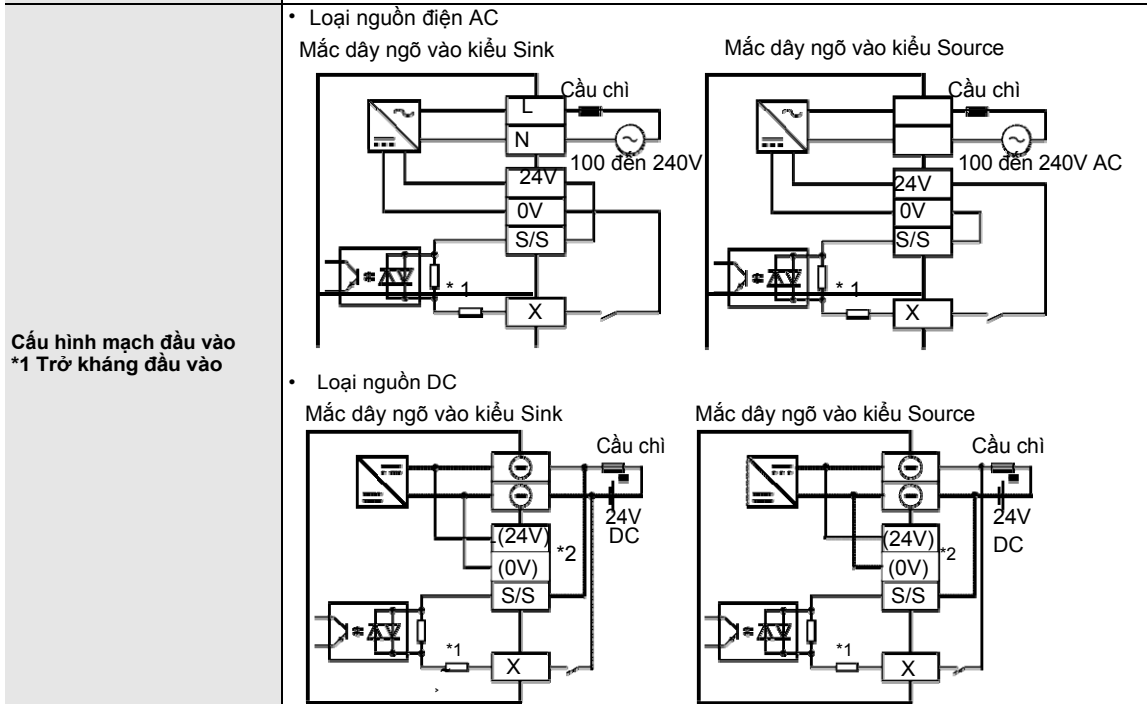 Cấu hình mạch đầu vào
*1 Trở kháng đầu vào
• Loại nguồn điện AC
Mắc dây ngõ vào kiểu Sink
Cầu chì
L
N
100 đến 240V
24V
0V
S/S
* 1
X
Mắc dây ngõ vào kiểu Source
Cầu chì
100 đến 240V AC
24V
0V
S/S
* 1
X
• Loại nguồn DC
Mắc dây ngõ vào kiểu Sink
Cầu chì
24V
DC
(24V)
*2
(0V)
S/S
*1
X
Mắc dây ngõ vào kiểu Source
Cầu chì
24V
DC
(24V)
*2
(0V)
S/S
*1
X